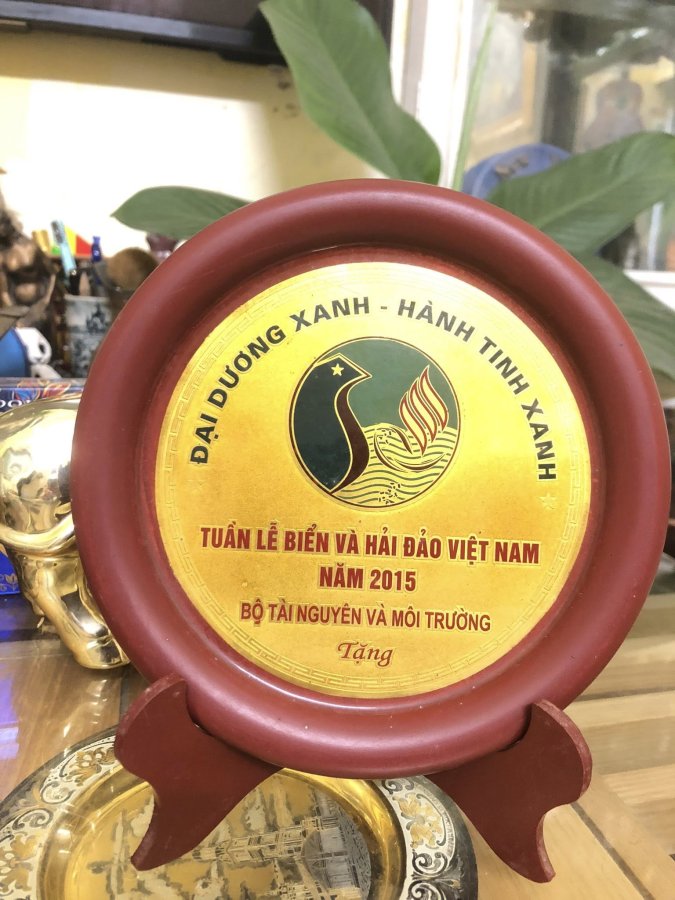 ĐẠI DƯƠNG XANH - HÀNH TINH XANH
TUẦN LỄ BIỂN VÀ HẢI ĐẢO VIỆT NAM
NĂM 2015
BỘ TÀI NGUYÊN VÀ MÔI TRƯỜNG
Tặng